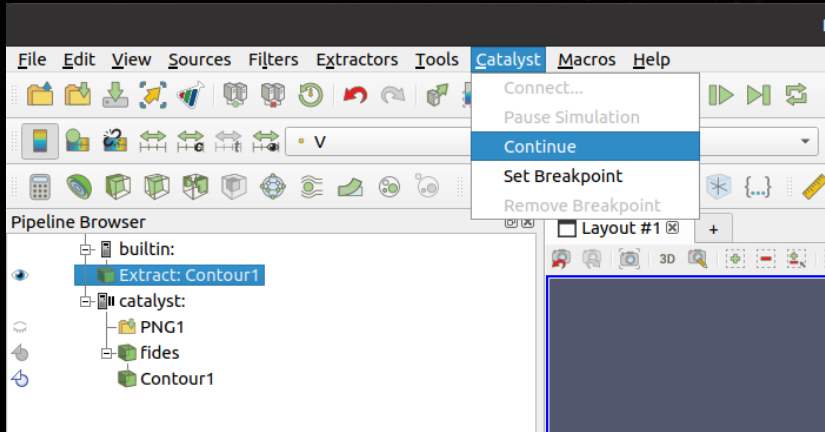 File Edit View Sources Filters Extractors Tools Catalyst Macros Help
Connect...
Pause Simulation
Continue
Set Breakpoint
Remove Breakpoint
V
Pipeline Browser
Layout #1
+
3D
builtin:
Extract: Contour1
catalyst:
PNG1
fides
Contour1